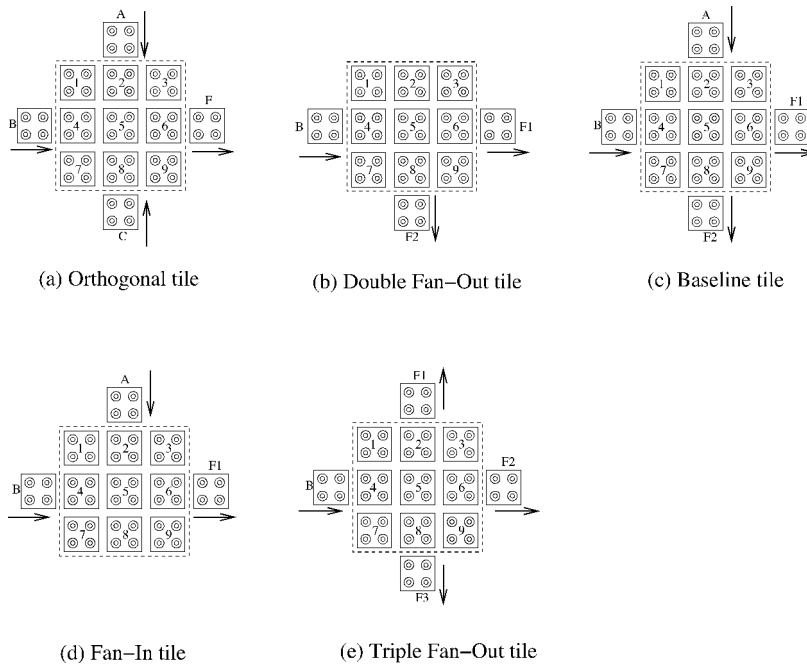 A
1 2 3
B 4 5 6 F
7 8 9
C
(a) Orthogonal tile
1 2 3
B 4 5 6 F1
7 8 9
F2
(b) Double Fan−Out tile
A
1 2 3
B 4 5 6 F1
7 8 9
F2
(c) Baseline tile
A
1 2 3
B 4 5 6 F1
7 8 9
(d) Fan−In tile
F1
1 2 3
B 4 5 6 F2
7 8 9
F3
(e) Triple Fan−Out tile